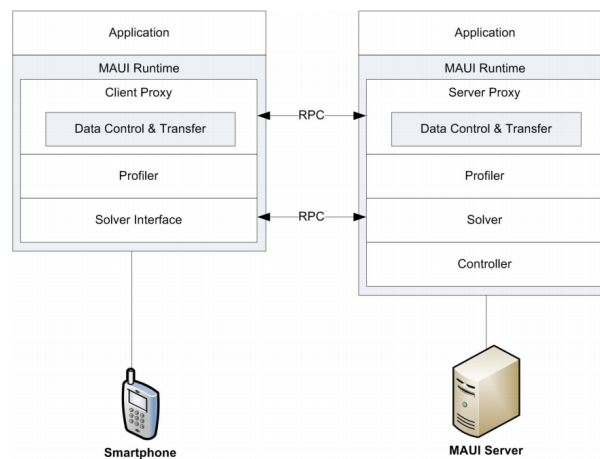 Application
MAUI Runtime
Client Proxy
Data Control & Transfer
Profiler
Solver Interface
RPC
RPC
Application
MAUI Runtime
Server Proxy
Data Control & Transfer
Profiler
Solver
Controller
Smartphone
MAUI Server